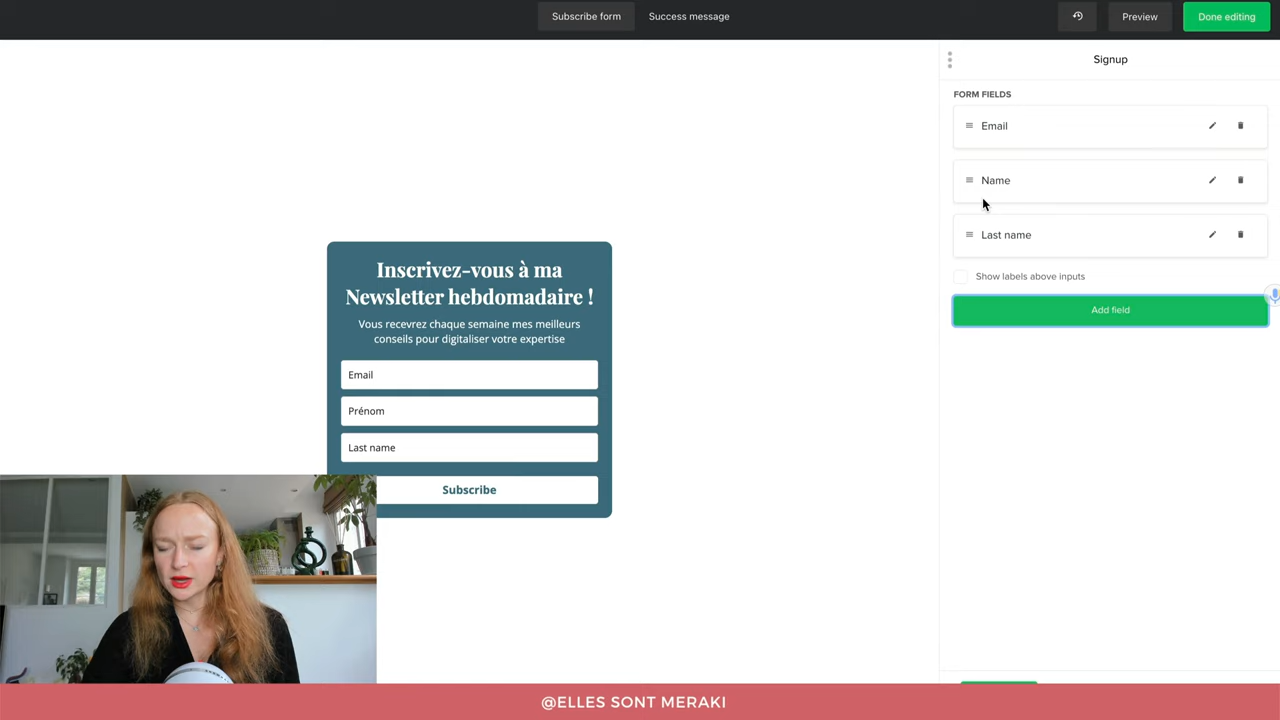 Subscribe form
Success message
Preview
Done editing
Signup
FORM FIELDS
Email
Name
Last name
Show labels above inputs
Add field
Inscrivez-vous à ma
Newsletter hebdomadaire !
Vous recevrez chaque semaine mes meilleurs
conseils pour digitaliser votre expertise
Email
Prénom
Last name
Subscribe
@ELLES SONT MERAKI